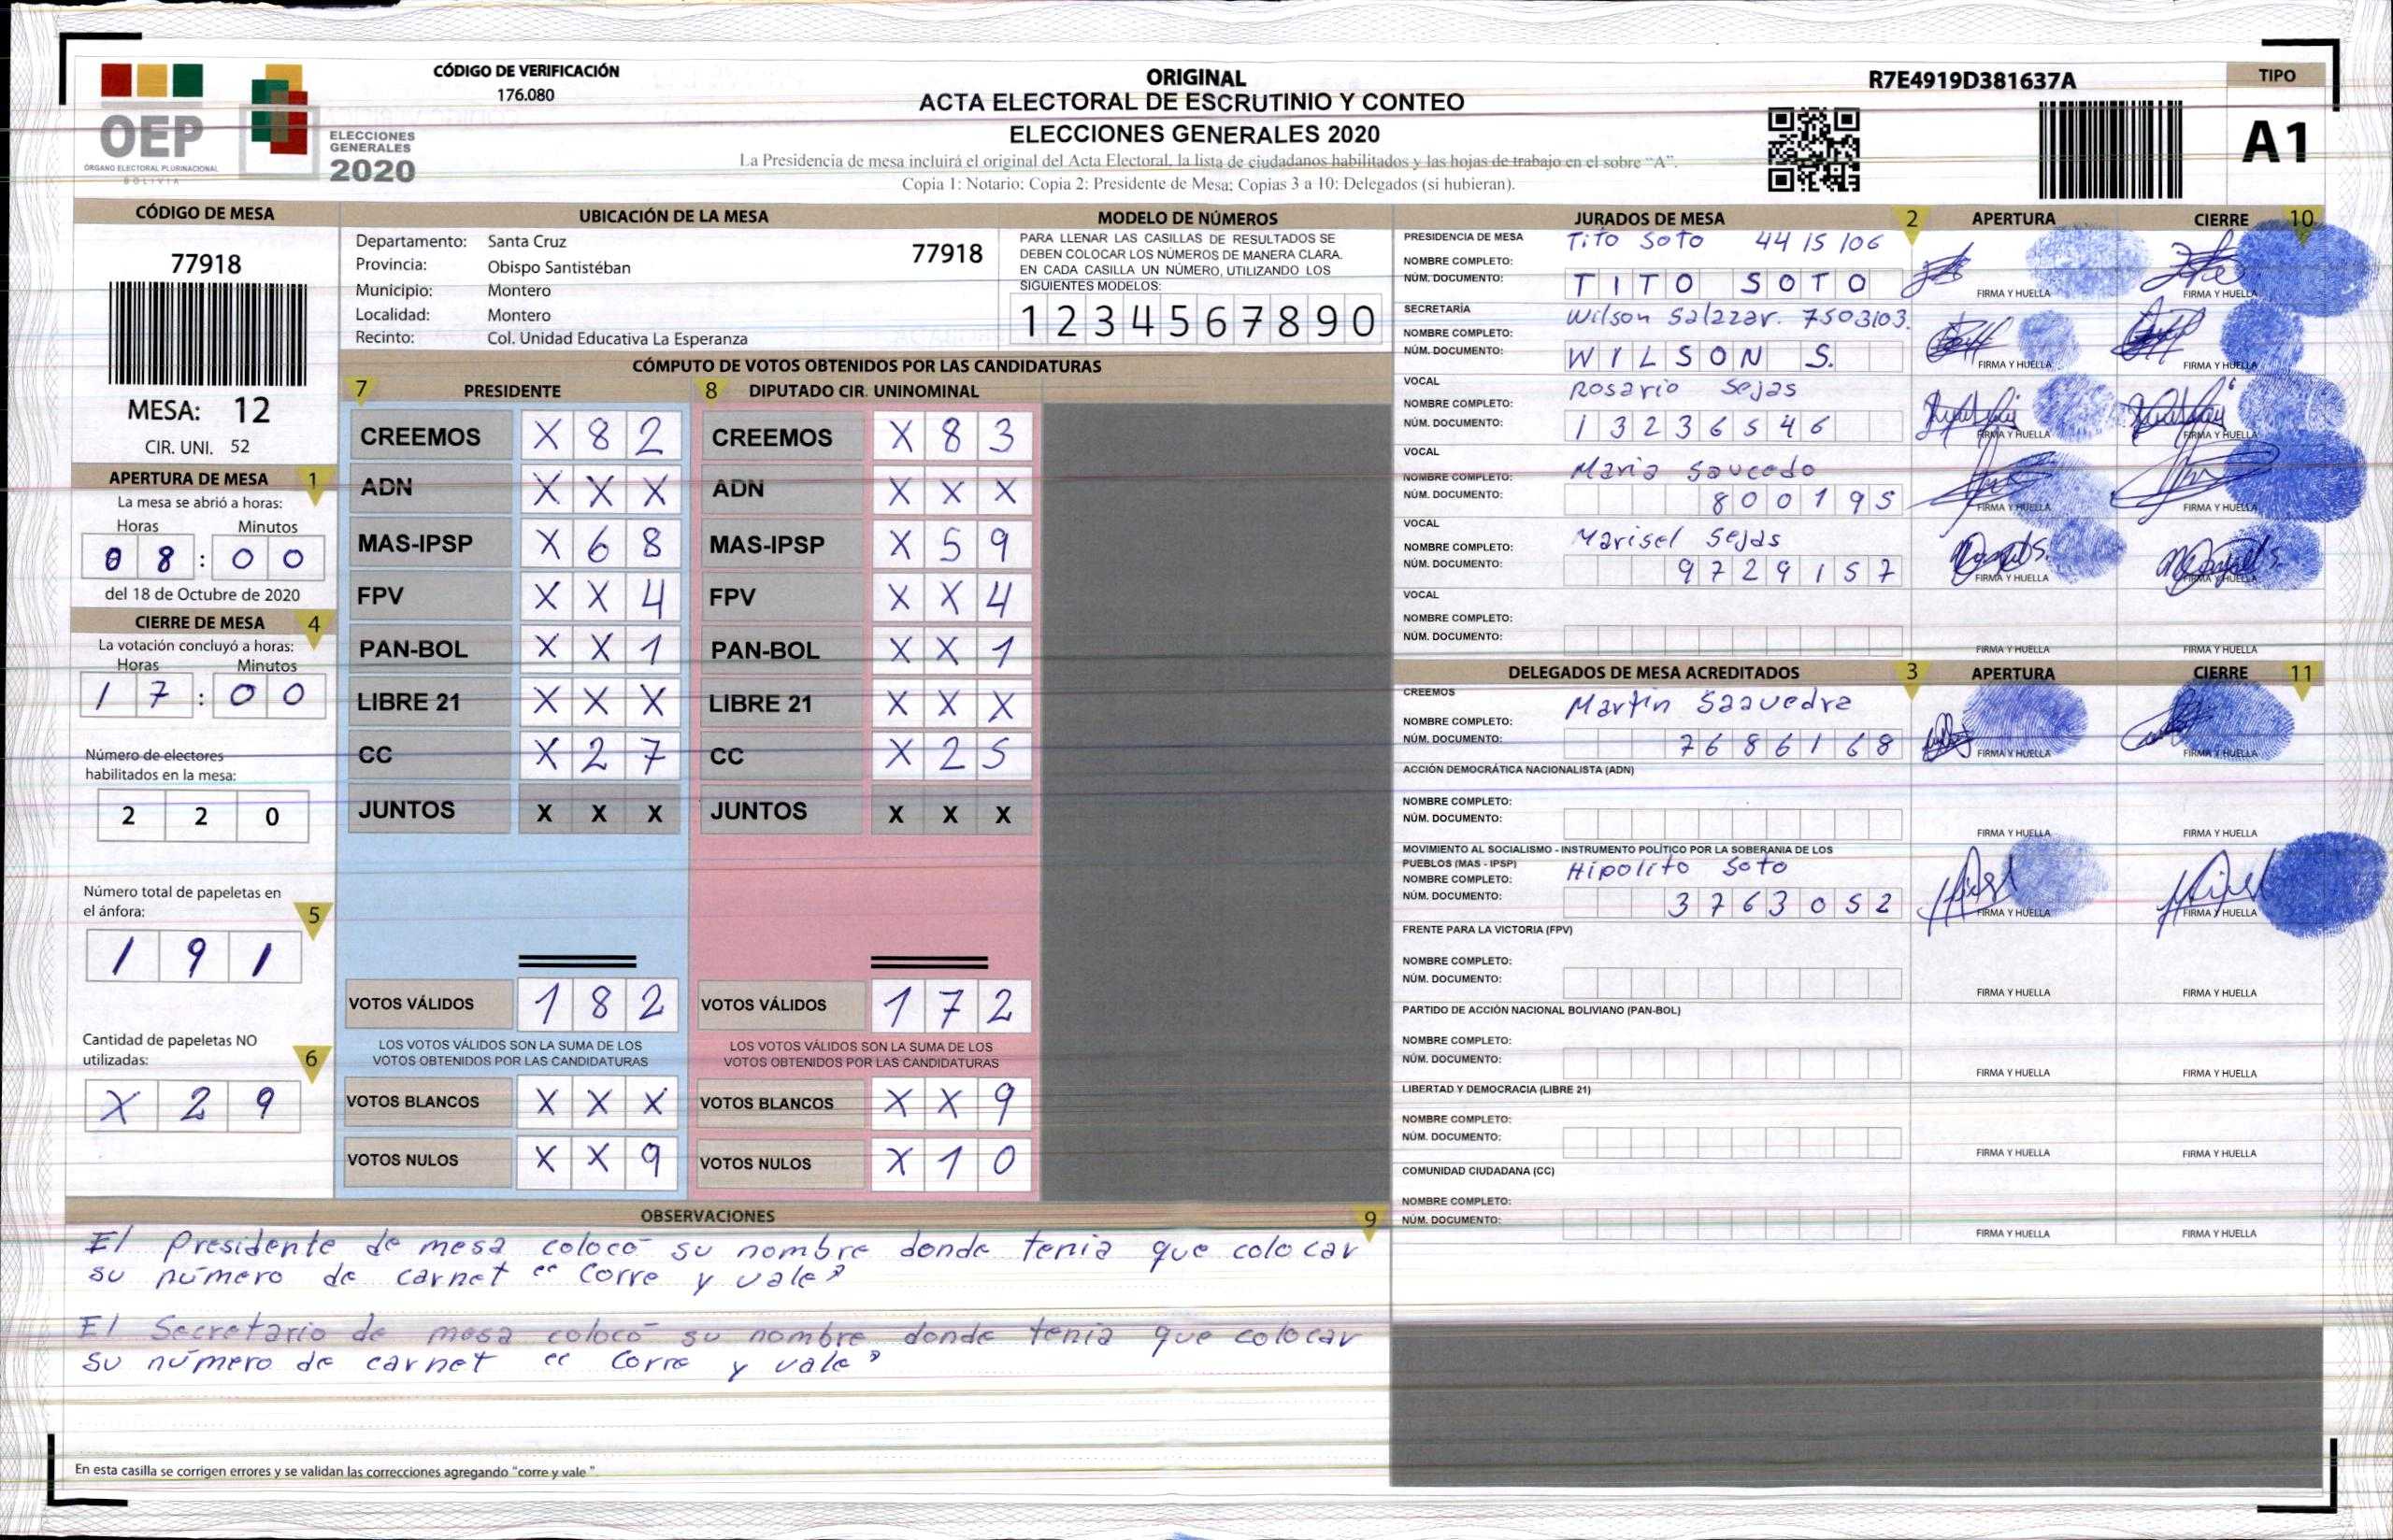 CÓDIGO DE VERIFICACIÓN
176.080
ORIGINAL
ACTA ELECTORAL DE ESCRUTINIO Y CONTEO
ELECCIONES GENERALES 2020
La Presidencia de mesa incluirá el original del Acta Electoral, la lista de ciudadanos habilitados y las hojas de trabajo en el sobre “A”.
Copia 1: Notario; Copia 2: Presidente de Mesa; Copias 3 a 10: Delegados (si hubieran).
R7E4919D381637A
TIPO
A1
OEP
ÓRGANO ELECTORAL PLURINACIONAL
BOLIVIA
ELECCIONES
GENERALES
2020
CÓDIGO DE MESA
77918
MESA: 12
CIR. UNI. 52
APERTURA DE MESA 1
La mesa se abrió a horas:
Horas Minutos
0 8 : 0 0
del 18 de Octubre de 2020
CIERRE DE MESA 4
La votación concluyó a horas:
Horas Minutos
1 7 : 0 0
Número de electores
habilitados en la mesa:
2 2 0
Número total de papeletas en
el ánfora: 5
1 9 1
Cantidad de papeletas NO
utilizadas: 6
X 2 9
UBICACIÓN DE LA MESA
Departamento: Santa Cruz 77918
Provincia: Obispo Santistéban
Municipio: Montero
Localidad: Montero
Recinto: Col. Unidad Educativa La Esperanza
MODELO DE NÚMEROS
PARA LLENAR LAS CASILLAS DE RESULTADOS SE
DEBEN COLOCAR LOS NÚMEROS DE MANERA CLARA.
EN CADA CASILLA UN NÚMERO, UTILIZANDO LOS
SIGUIENTES MODELOS:
1 2 3 4 5 6 7 8 9 0
CÓMPUTO DE VOTOS OBTENIDOS POR LAS CANDIDATURAS
7 PRESIDENTE
CREEMOS X 8 2
ADN X X X
MAS-IPSP X 6 8
FPV X X 4
PAN-BOL X X 1
LIBRE 21 X X X
CC X 2 7
JUNTOS X X X
VOTOS VÁLIDOS 1 8 2
LOS VOTOS VÁLIDOS SON LA SUMA DE LOS
VOTOS OBTENIDOS POR LAS CANDIDATURAS
VOTOS BLANCOS X X X
VOTOS NULOS X X 9
8 DIPUTADO CIR. UNINOMINAL
CREEMOS X 8 3
ADN X X X
MAS-IPSP X 5 9
FPV X X 4
PAN-BOL X X 1
LIBRE 21 X X X
CC X 2 5
JUNTOS X X X
VOTOS VÁLIDOS 1 7 2
LOS VOTOS VÁLIDOS SON LA SUMA DE LOS
VOTOS OBTENIDOS POR LAS CANDIDATURAS
VOTOS BLANCOS X X 9
VOTOS NULOS X 1 0
OBSERVACIONES 9
El presidente de mesa colocó su nombre donde tenia que colocar
su número de carnet "corre y vale"
El Secretario de mesa colocó su nombre donde tenia que colocar
su número de carnet "corre y vale"
En esta casilla se corrigen errores y se validan las correcciones agregando “corre y vale”.
JURADOS DE MESA 2 APERTURA CIERRE 10
PRESIDENCIA DE MESA Tito Soto 4415106
NOMBRE COMPLETO:
NÚM. DOCUMENTO: T I T O S O T O FIRMA Y HUELLA FIRMA Y HUELLA
SECRETARÍA
NOMBRE COMPLETO: Wilson Salazar. 7503103.
NÚM. DOCUMENTO: W I L S O N S. FIRMA Y HUELLA FIRMA Y HUELLA
VOCAL
NOMBRE COMPLETO: Rosario Sejas
NÚM. DOCUMENTO: 1 3 2 3 6 5 4 6 FIRMA Y HUELLA FIRMA Y HUELLA
VOCAL
NOMBRE COMPLETO: Maria Saucedo
NÚM. DOCUMENTO: 8 0 0 1 9 5 FIRMA Y HUELLA FIRMA Y HUELLA
VOCAL
NOMBRE COMPLETO: Marisel Sejas
NÚM. DOCUMENTO: 9 7 2 9 1 5 7 FIRMA Y HUELLA FIRMA Y HUELLA
VOCAL
NOMBRE COMPLETO:
NÚM. DOCUMENTO: FIRMA Y HUELLA FIRMA Y HUELLA
DELEGADOS DE MESA ACREDITADOS 3 APERTURA CIERRE 11
CREEMOS
NOMBRE COMPLETO: Martin Saavedra
NÚM. DOCUMENTO: 7 6 8 6 1 6 8 FIRMA Y HUELLA FIRMA Y HUELLA
ACCIÓN DEMOCRÁTICA NACIONALISTA (ADN)
NOMBRE COMPLETO:
NÚM. DOCUMENTO: FIRMA Y HUELLA FIRMA Y HUELLA
MOVIMIENTO AL SOCIALISMO - INSTRUMENTO POLÍTICO POR LA SOBERANIA DE LOS
PUEBLOS (MAS - IPSP)
NOMBRE COMPLETO: Hipolito Soto
NÚM. DOCUMENTO: 3 7 6 3 0 5 2 FIRMA Y HUELLA FIRMA Y HUELLA
FRENTE PARA LA VICTORIA (FPV)
NOMBRE COMPLETO:
NÚM. DOCUMENTO: FIRMA Y HUELLA FIRMA Y HUELLA
PARTIDO DE ACCIÓN NACIONAL BOLIVIANO (PAN-BOL)
NOMBRE COMPLETO:
NÚM. DOCUMENTO: FIRMA Y HUELLA FIRMA Y HUELLA
LIBERTAD Y DEMOCRACIA (LIBRE 21)
NOMBRE COMPLETO:
NÚM. DOCUMENTO: FIRMA Y HUELLA FIRMA Y HUELLA
COMUNIDAD CIUDADANA (CC)
NOMBRE COMPLETO:
NÚM. DOCUMENTO: FIRMA Y HUELLA FIRMA Y HUELLA